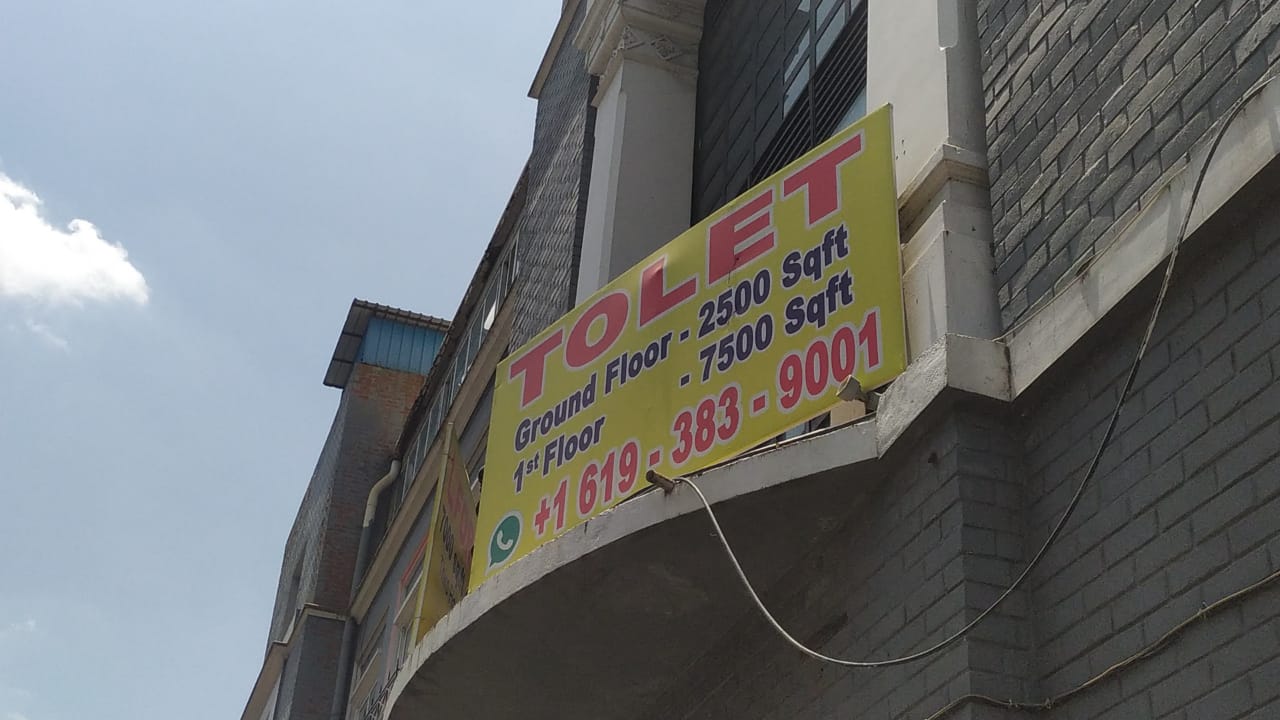 TOLET
Ground Floor - 2500 Sqft
1st Floor - 7500 Sqft
+1 619 - 383 - 9001